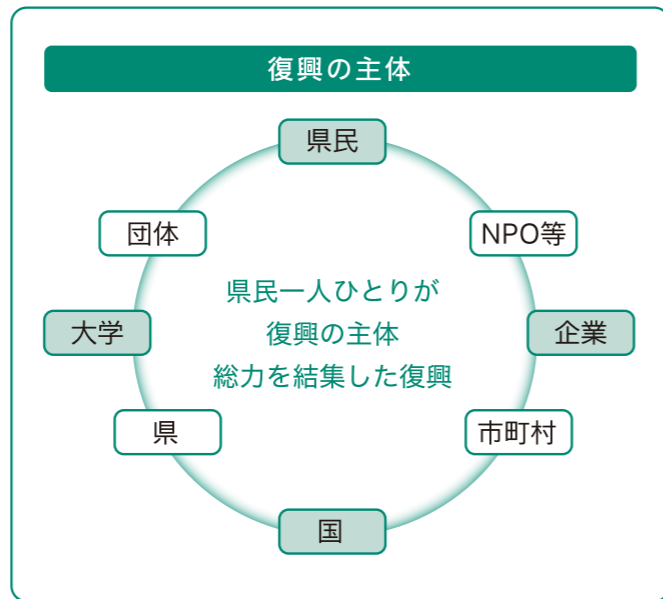 復興の主体
県民
団体
NPO等
県民一人ひとりが
復興の主体
総力を結集した復興
大学
企業
県
市町村
国